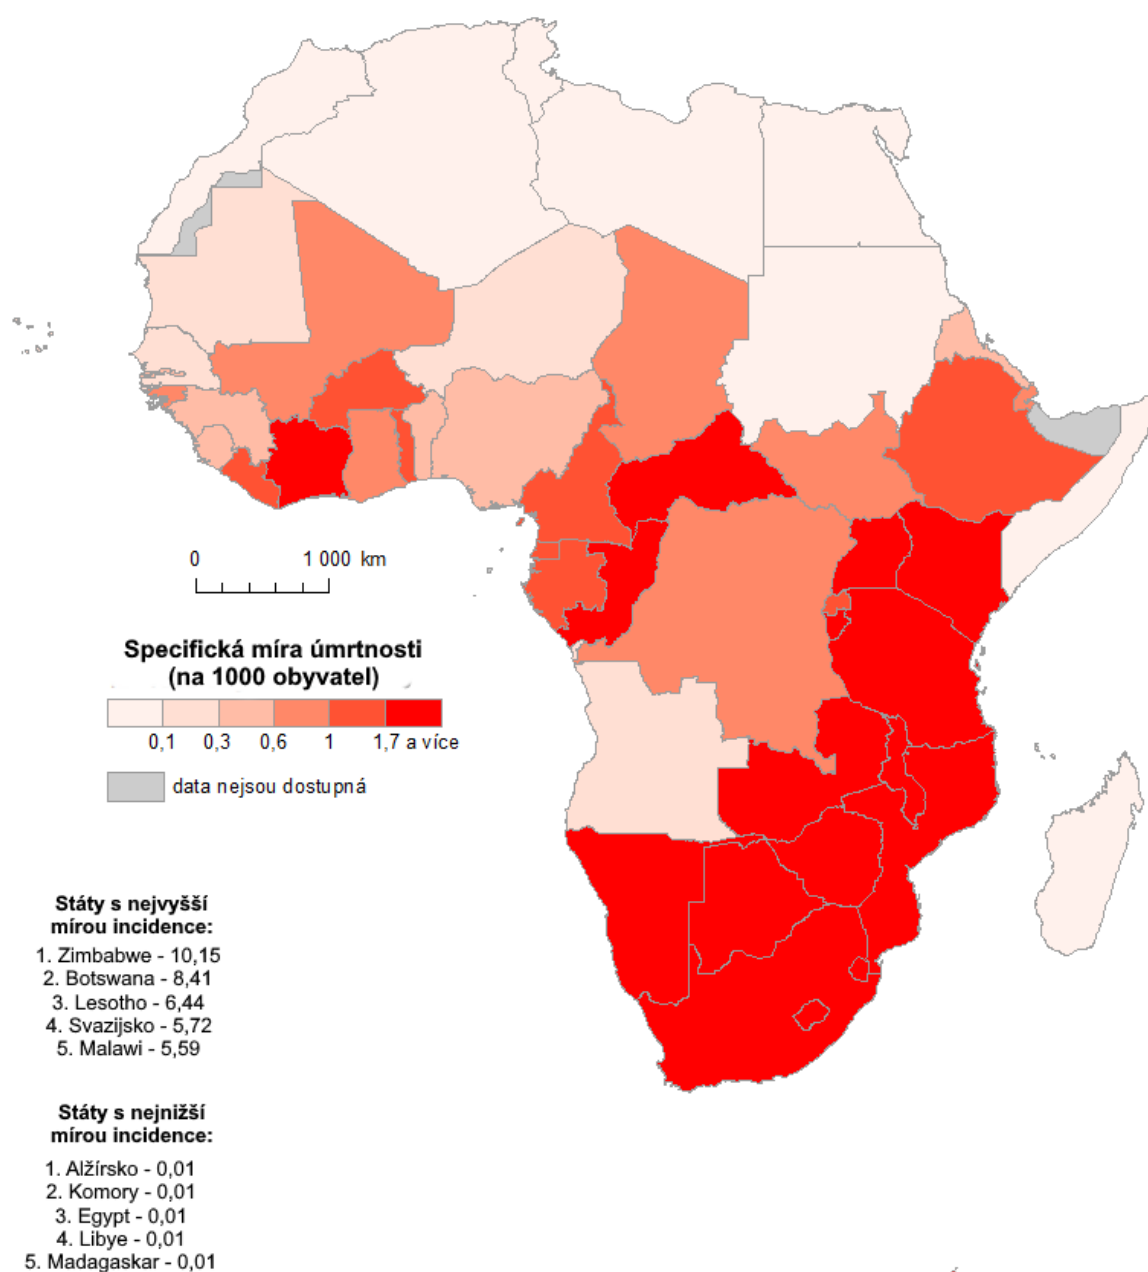 0 1 000 km
Specifická míra úmrtnosti
(na 1000 obyvatel)
0,1 0,3 0,6 1 1,7 a více
data nejsou dostupná
Státy s nejvyšší
mírou incidence:
1. Zimbabwe - 10,15
2. Botswana - 8,41
3. Lesotho - 6,44
4. Svazijsko - 5,72
5. Malawi - 5,59
Státy s nejnižší
mírou incidence:
1. Alžírsko - 0,01
2. Komory - 0,01
3. Egypt - 0,01
4. Libye - 0,01
5. Madagaskar - 0,01